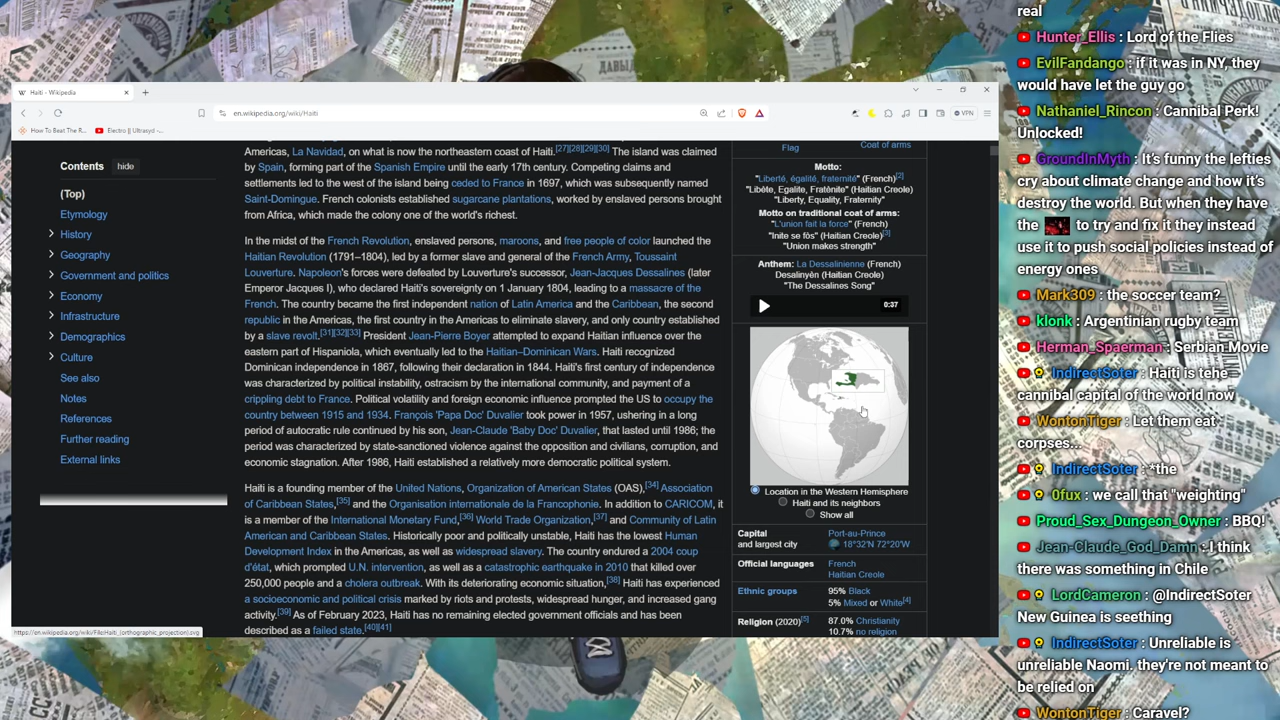 Haiti - Wikipedia
en.wikipedia.org/wiki/Haiti
VPN
How To Beat The R...
Electro || Ultrasyd -...
Contents
hide
(Top)
Etymology
History
Geography
Government and politics
Economy
Infrastructure
Demographics
Culture
See also
Notes
References
Further reading
External links
https://en.wikipedia.org/wiki/File:Haiti_(orthographic_projection).svg
Americas, La Navidad, on what is now the northeastern coast of Haiti.[27][28][29][30] The island was claimed
by Spain, forming part of the Spanish Empire until the early 17th century. Competing claims and
settlements led to the west of the island being ceded to France in 1697, which was subsequently named
Saint-Domingue. French colonists established sugarcane plantations, worked by enslaved persons brought
from Africa, which made the colony one of the world's richest.
In the midst of the French Revolution, enslaved persons, maroons, and free people of color launched the
Haitian Revolution (1791–1804), led by a former slave and general of the French Army, Toussaint
Louverture. Napoleon's forces were defeated by Louverture's successor, Jean-Jacques Dessalines (later
Emperor Jacques I), who declared Haiti's sovereignty on 1 January 1804, leading to a massacre of the
French. The country became the first independent nation of Latin America and the Caribbean, the second
republic in the Americas, the first country in the Americas to eliminate slavery, and only country established
by a slave revolt.[31][32][33] President Jean-Pierre Boyer attempted to expand Haitian influence over the
eastern part of Hispaniola, which eventually led to the Haitian–Dominican Wars. Haiti recognized
Dominican independence in 1867, following their declaration in 1844. Haiti's first century of independence
was characterized by political instability, ostracism by the international community, and payment of a
crippling debt to France. Political volatility and foreign economic influence prompted the US to occupy the
country between 1915 and 1934. François 'Papa Doc' Duvalier took power in 1957, ushering in a long
period of autocratic rule continued by his son, Jean-Claude 'Baby Doc' Duvalier, that lasted until 1986; the
period was characterized by state-sanctioned violence against the opposition and civilians, corruption, and
economic stagnation. After 1986, Haiti established a relatively more democratic political system.
Haiti is a founding member of the United Nations, Organization of American States (OAS),[34] Association
of Caribbean States,[35] and the Organisation internationale de la Francophonie. In addition to CARICOM, it
is a member of the International Monetary Fund,[36] World Trade Organization,[37] and Community of Latin
American and Caribbean States. Historically poor and politically unstable, Haiti has the lowest Human
Development Index in the Americas, as well as widespread slavery. The country endured a 2004 coup
d'état, which prompted U.N. intervention, as well as a catastrophic earthquake in 2010 that killed over
250,000 people and a cholera outbreak. With its deteriorating economic situation,[38] Haiti has experienced
a socioeconomic and political crisis marked by riots and protests, widespread hunger, and increased gang
activity.[39] As of February 2023, Haiti has no remaining elected government officials and has been
described as a failed state.[40][41]
Flag
Coat of arms
Motto:
"Liberté, égalité, fraternité" (French)[2]
"Libète, Egalite, Fratènite" (Haitian Creole)
"Liberty, Equality, Fraternity"
Motto on traditional coat of arms:
"L'union fait la force" (French)
"Inite se fòs" (Haitian Creole)[3]
"Union makes strength"
Anthem: La Dessalinienne (French)
Desalinyèn (Haitian Creole)
"The Dessalines Song"
0:37
Location in the Western Hemisphere
Haiti and its neighbors
Show all
Capital and largest city
Port-au-Prince
18°32′N 72°20′W
Official languages
French
Haitian Creole
Ethnic groups
95% Black
5% Mixed or White[4]
Religion (2020)[5]
87.0% Christianity
10.7% no religion
real
Hunter_Ellis : Lord of the Flies
EvilFandango : if it was in NY, they
would have let the guy go
Nathaniel_Rincon : Cannibal Perk!
Unlocked!
GroundInMyth : It's funny the lefties
cry about climate change and how it's
destroy the world. But when they have
the to try and fix it they instead
use it to push social policies instead of
energy ones
Mark309 : the soccer team?
klonk : Argentinian rugby team
Herman_Spaerman : Serbian Movie
IndirectSoter : Haiti is tehe
cannibal capital of the world now
WontonTiger : Let them eat
corpses...
IndirectSoter : *the
0fux : we call that "weighting"
Proud_Sex_Dungeon_Owner : BBQ!
Jean-Claude_God_Damn : I think
there was something in Chile
LordCameron : @IndirectSoter
New Guinea is seething
IndirectSoter : Unreliable is
unreliable Naomi. they're not meant to
be relied on
WontonTiger : Caravel?